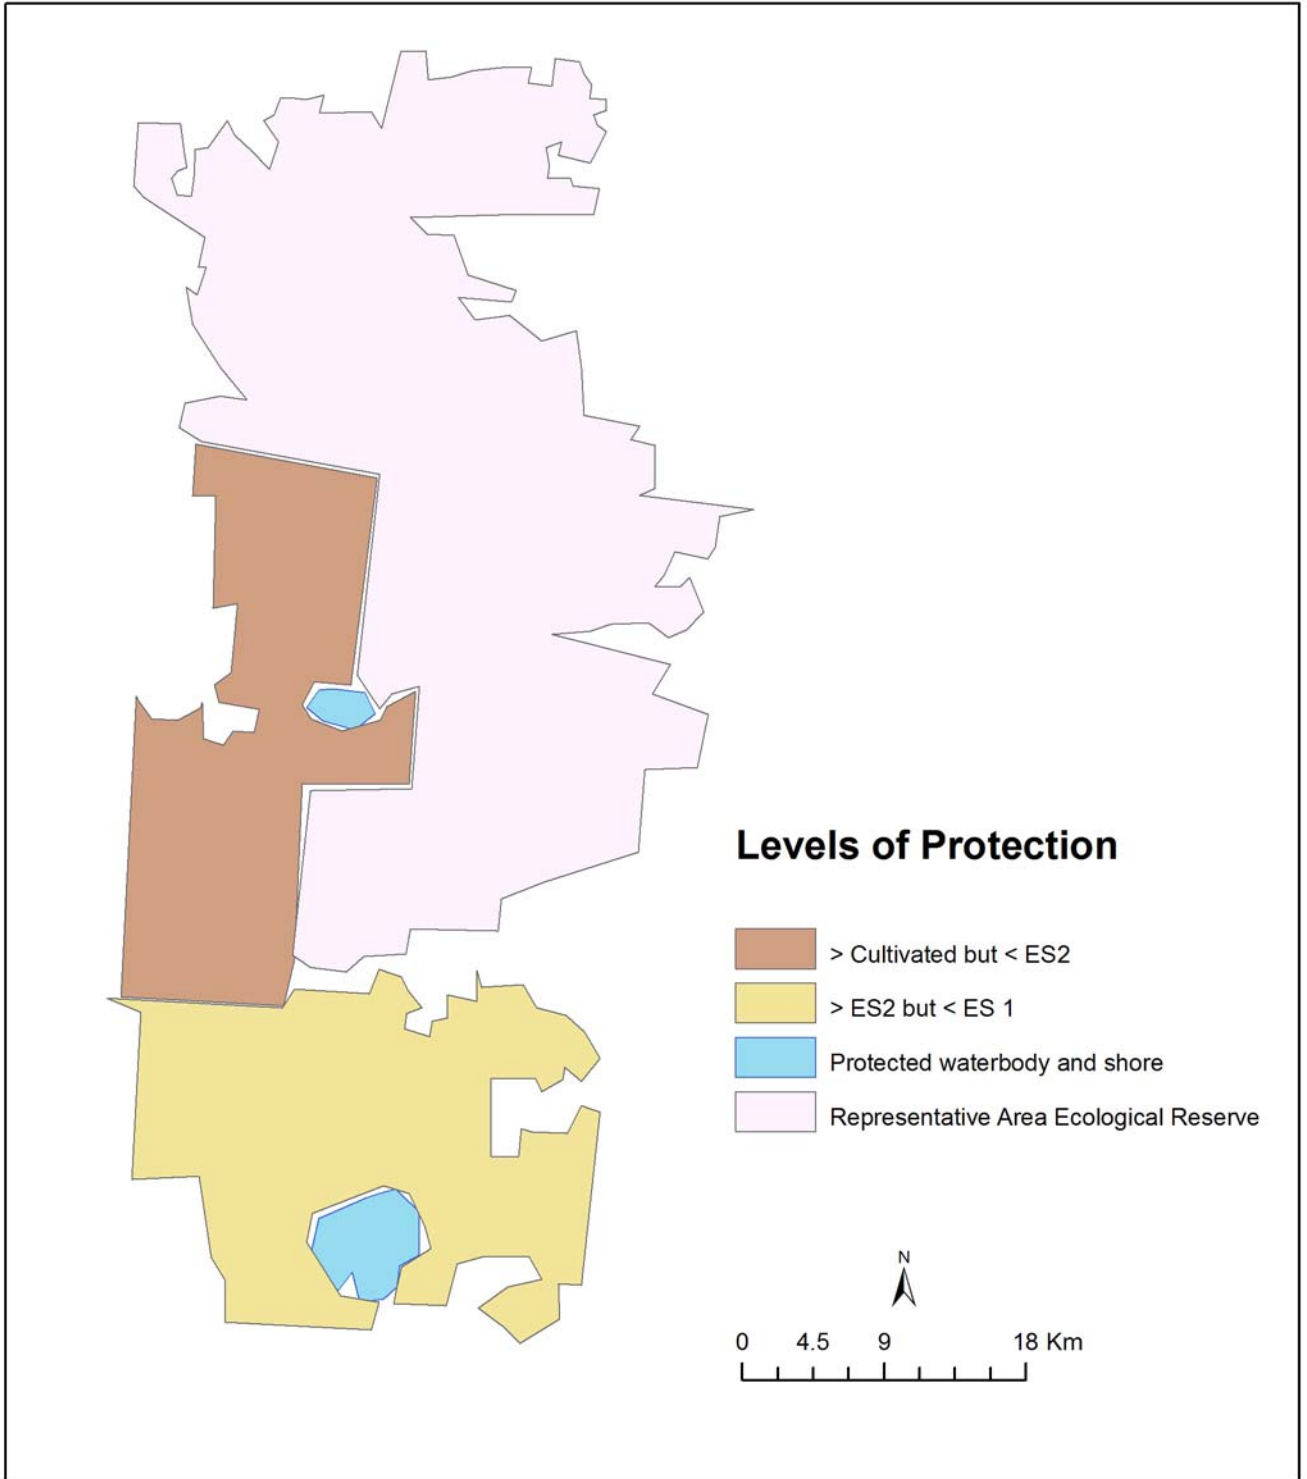 Levels of Protection
> Cultivated but < ES2
> ES2 but < ES 1
Protected waterbody and shore
Representative Area Ecological Reserve
N
0 4.5 9 18 Km